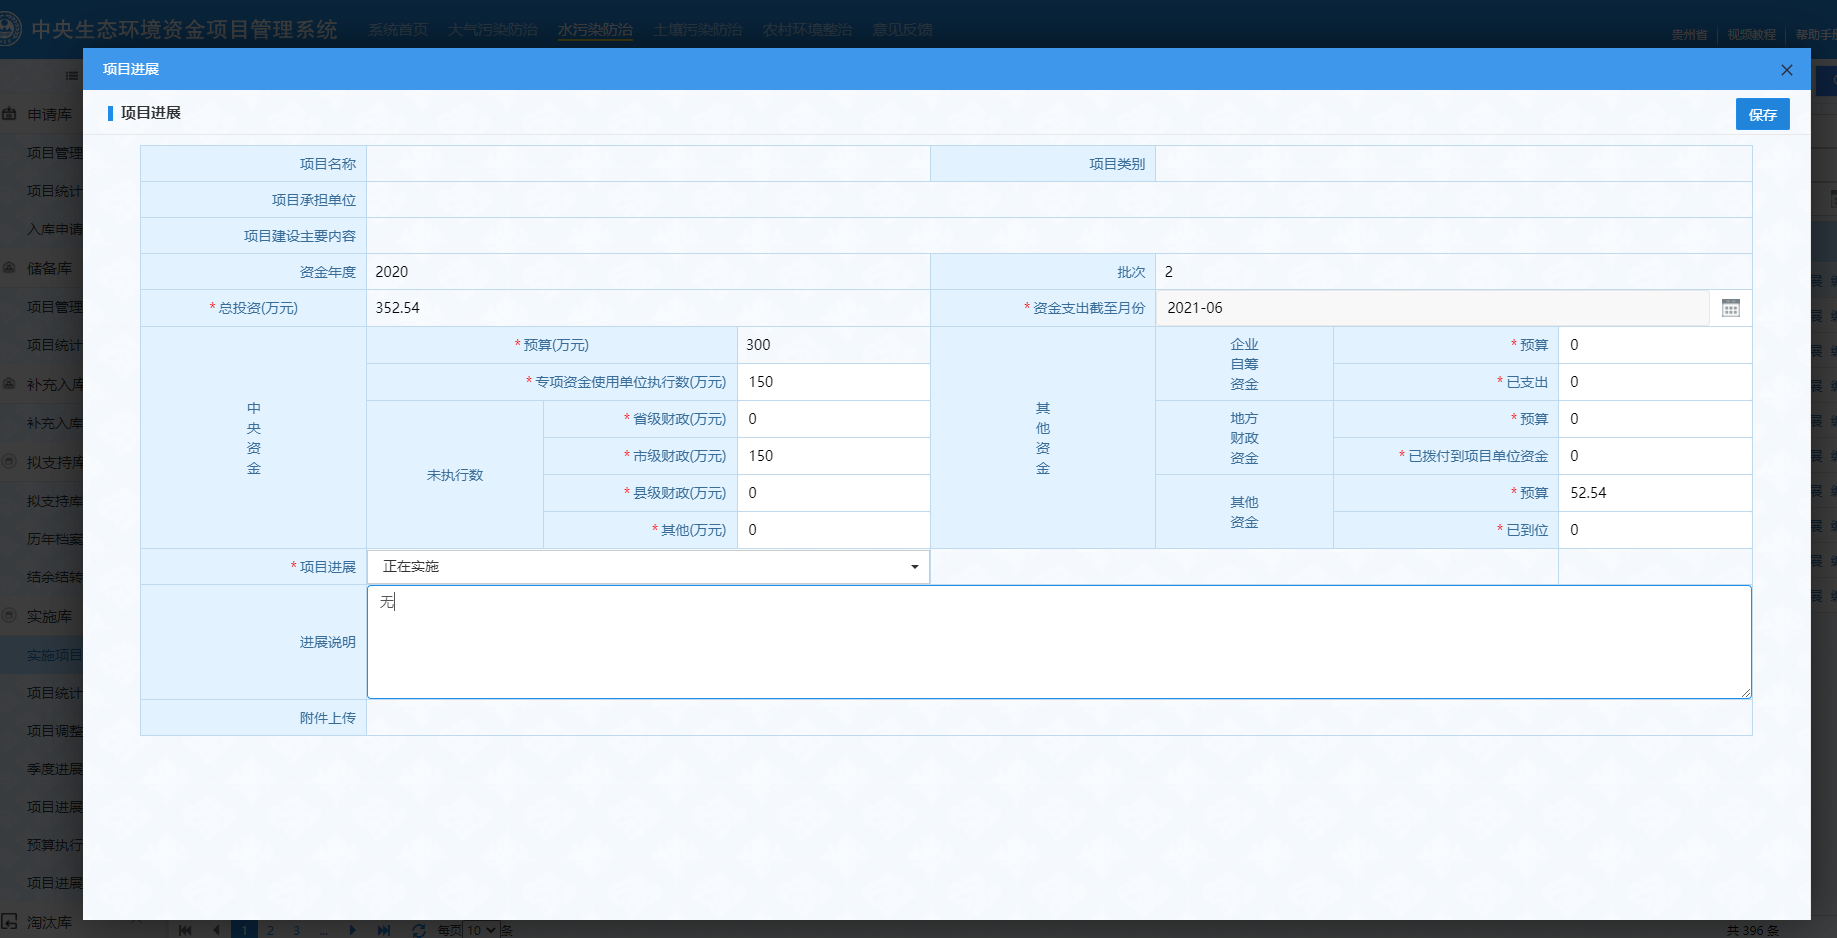 中央生态环境资金项目管理系统
系统首页 大气污染防治 水污染防治 土壤污染防治 农村环境整治 意见反馈
贵州省 视频教程 帮助手册
项目进展
项目进展
保存
项目名称 项目类别
项目承担单位
项目建设主要内容
资金年度 2020 批次 2
*总投资(万元) 352.54 *资金支出截至月份 2021-06
中央资金
*预算(万元) 300
*专项资金使用单位执行数(万元) 150
未执行数
*省级财政(万元) 0
*市级财政(万元) 150
*县级财政(万元) 0
*其他(万元) 0
其他资金
企业自筹资金
*预算 0
*已支出 0
地方财政资金
*预算 0
*已拨付到项目单位资金 0
其他资金
*预算 52.54
*已到位 0
*项目进展 正在实施
进展说明 无
附件上传
申请库
项目管理
项目统计
入库申请
储备库
项目管理
项目统计
补充入库
补充入库
拟支持库
拟支持库
历年档案
结余结转
实施库
实施项目
项目统计
项目调整
季度进展
项目进展
预算执行
项目进展
淘汰库
1 2 3 ... 每页 10 条
共 396 条